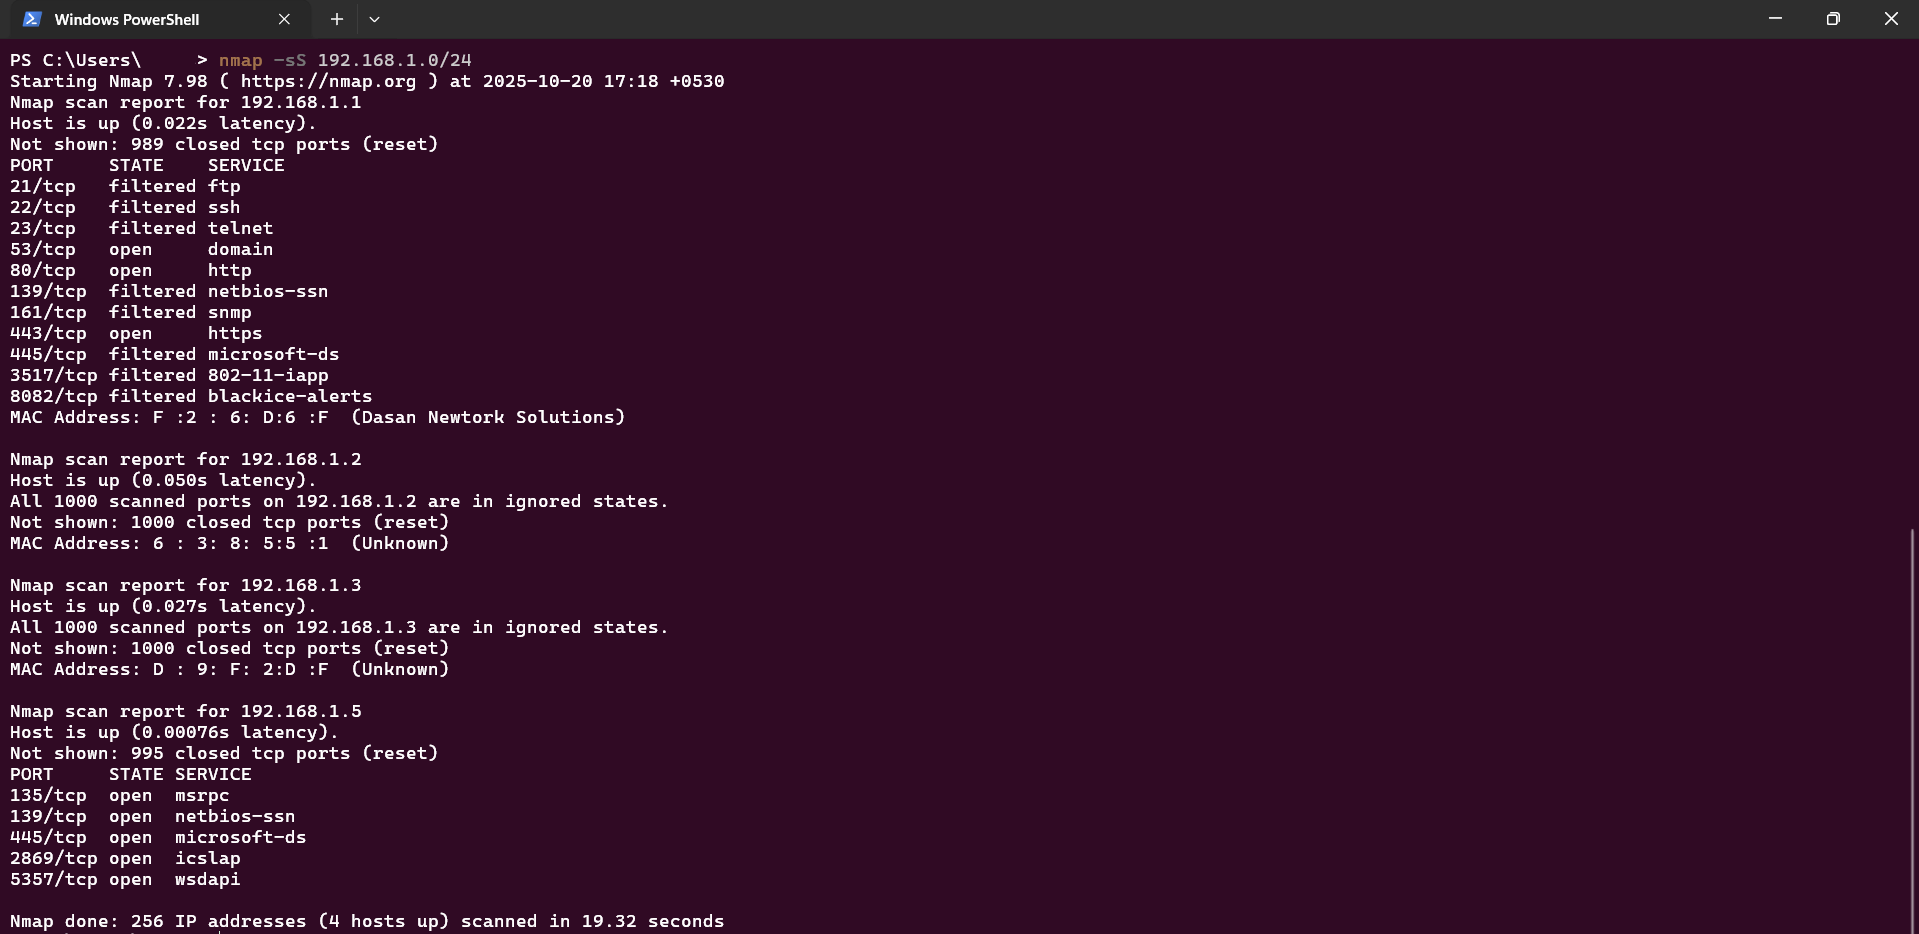 Windows PowerShell
PS C:\Users\ > nmap -sS 192.168.1.0/24
Starting Nmap 7.98 ( https://nmap.org ) at 2025-10-20 17:18 +0530
Nmap scan report for 192.168.1.1
Host is up (0.022s latency).
Not shown: 989 closed tcp ports (reset)
PORT     STATE    SERVICE
21/tcp   filtered ftp
22/tcp   filtered ssh
23/tcp   filtered telnet
53/tcp   open     domain
80/tcp   open     http
139/tcp  filtered netbios-ssn
161/tcp  filtered snmp
443/tcp  open     https
445/tcp  filtered microsoft-ds
3517/tcp filtered 802-11-iapp
8082/tcp filtered blackice-alerts
MAC Address: F :2 : 6: D:6 :F  (Dasan Newtork Solutions)

Nmap scan report for 192.168.1.2
Host is up (0.050s latency).
All 1000 scanned ports on 192.168.1.2 are in ignored states.
Not shown: 1000 closed tcp ports (reset)
MAC Address: 6 : 3: 8: 5:5 :1  (Unknown)

Nmap scan report for 192.168.1.3
Host is up (0.027s latency).
All 1000 scanned ports on 192.168.1.3 are in ignored states.
Not shown: 1000 closed tcp ports (reset)
MAC Address: D : 9: F: 2:D :F  (Unknown)

Nmap scan report for 192.168.1.5
Host is up (0.00076s latency).
Not shown: 995 closed tcp ports (reset)
PORT     STATE SERVICE
135/tcp  open  msrpc
139/tcp  open  netbios-ssn
445/tcp  open  microsoft-ds
2869/tcp open  icslap
5357/tcp open  wsdapi

Nmap done: 256 IP addresses (4 hosts up) scanned in 19.32 seconds